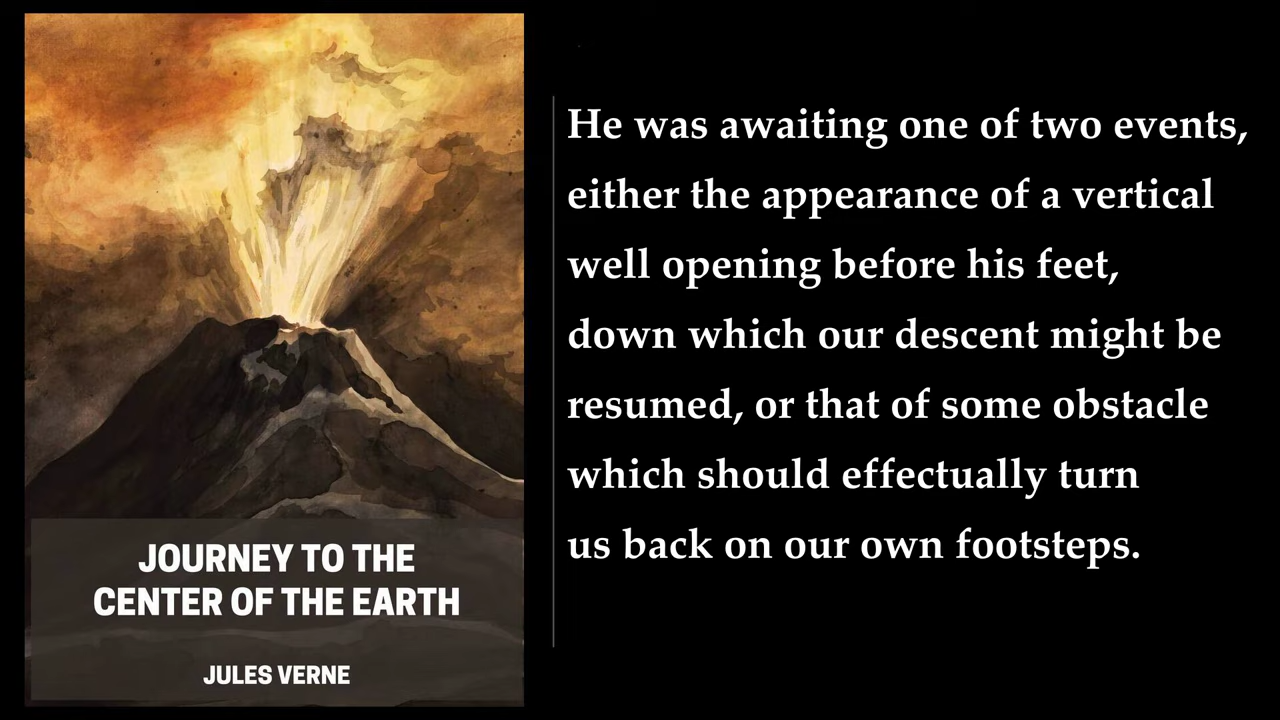 JOURNEY TO THE
CENTER OF THE EARTH
JULES VERNE
He was awaiting one of two events,
either the appearance of a vertical
well opening before his feet,
down which our descent might be
resumed, or that of some obstacle
which should effectually turn
us back on our own footsteps.